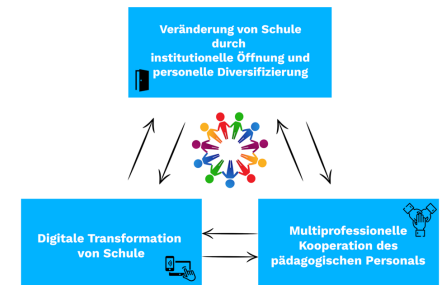 Veränderung von Schule
durch
institutionelle Öffnung und
personelle Diversifizierung
Digitale Transformation
von Schule
Multiprofessionelle
Kooperation des
pädagogischen Personals